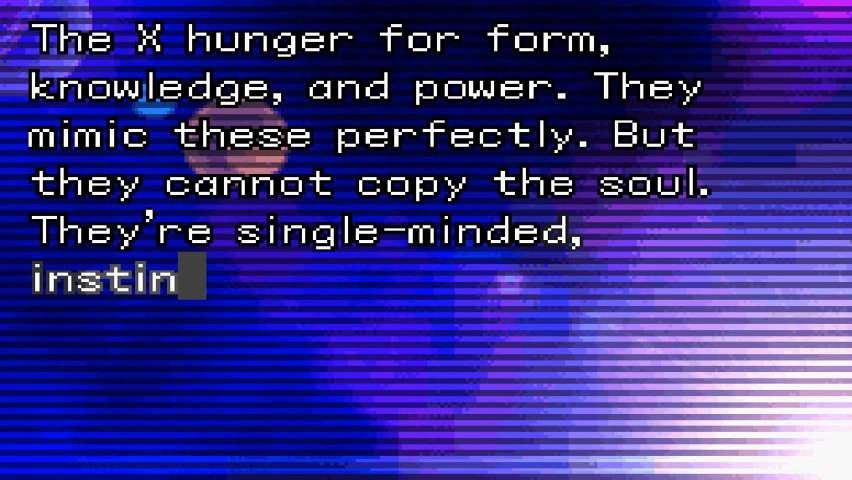 The X hunger for form,
knowledge, and power. They
mimic these perfectly. But
they cannot copy the soul.
They're single-minded,
instin